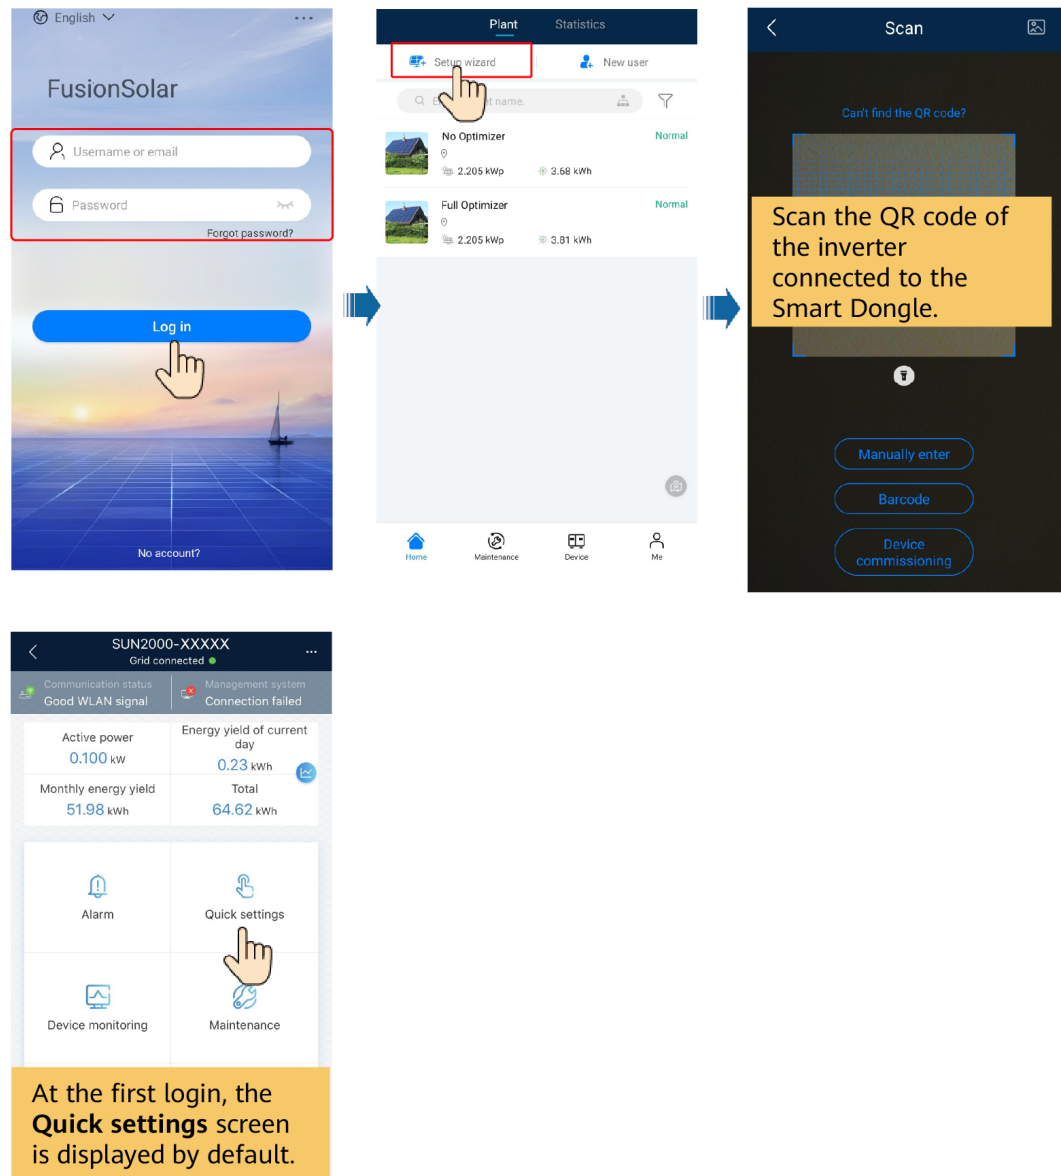 English
...
FusionSolar
Username or email
Password
Forgot password?
Log in
No account?
Plant Statistics
Setup wizard New user
name.
No Optimizer Normal
2.205 kWp 3.68 kWh
Full Optimizer Normal
2.205 kWp 3.81 kWh
Home Maintenance Device Me
Scan
Can't find the QR code?
Scan the QR code of
the inverter
connected to the
Smart Dongle.
Manually enter
Barcode
Device
commissioning
SUN2000-XXXXX
Grid connected
...
Communication status Management system
Good WLAN signal Connection failed
Active power Energy yield of current
day
0.100 kW 0.23 kWh
Monthly energy yield Total
51.98 kWh 64.62 kWh
Alarm Quick settings
Device monitoring Maintenance
At the first login, the
Quick settings screen
is displayed by default.